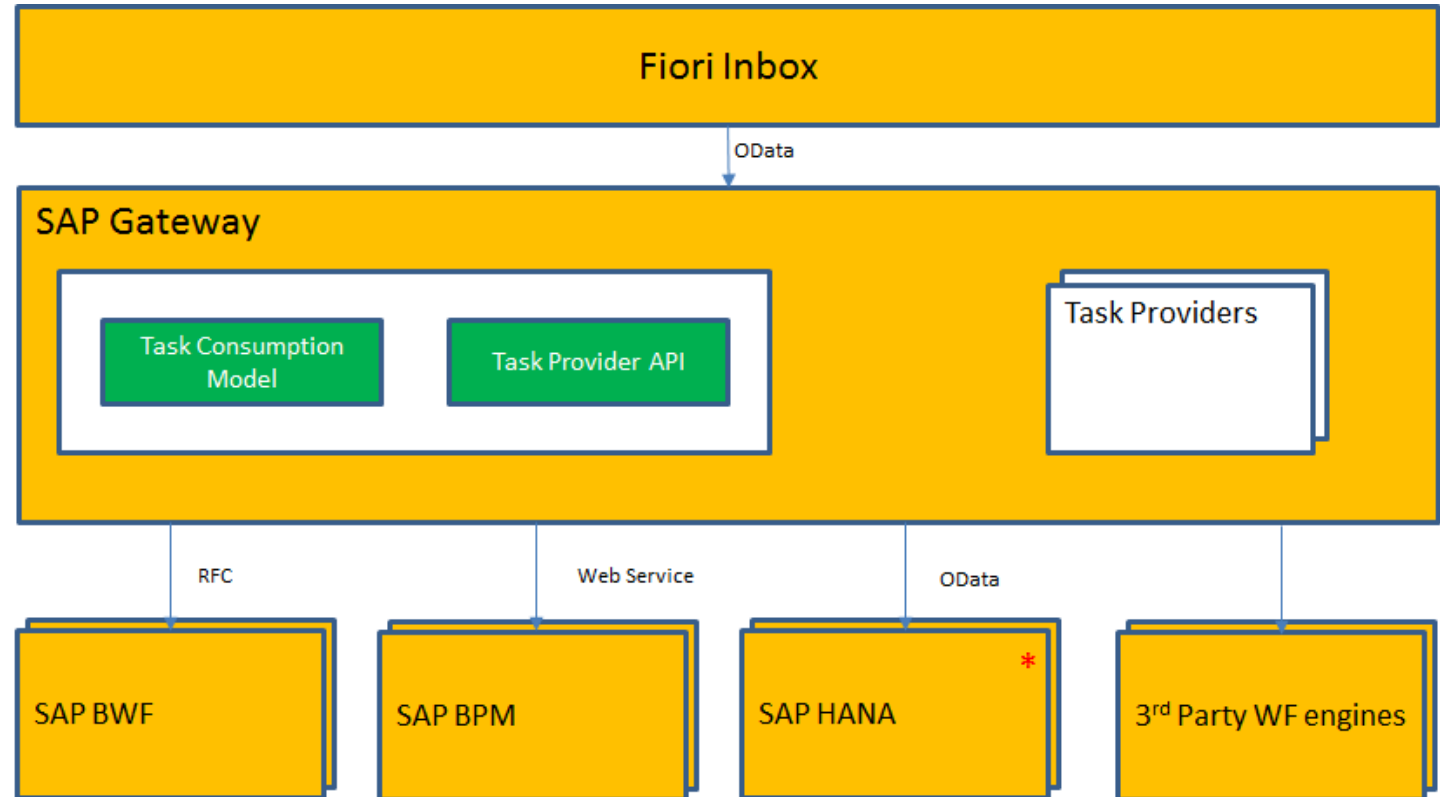 Fiori Inbox
OData
SAP Gateway
Task Consumption
Model
Task Provider API
Task Providers
RFC
Web Service
OData
SAP BWF
SAP BPM
SAP HANA
*
3rd Party WF engines